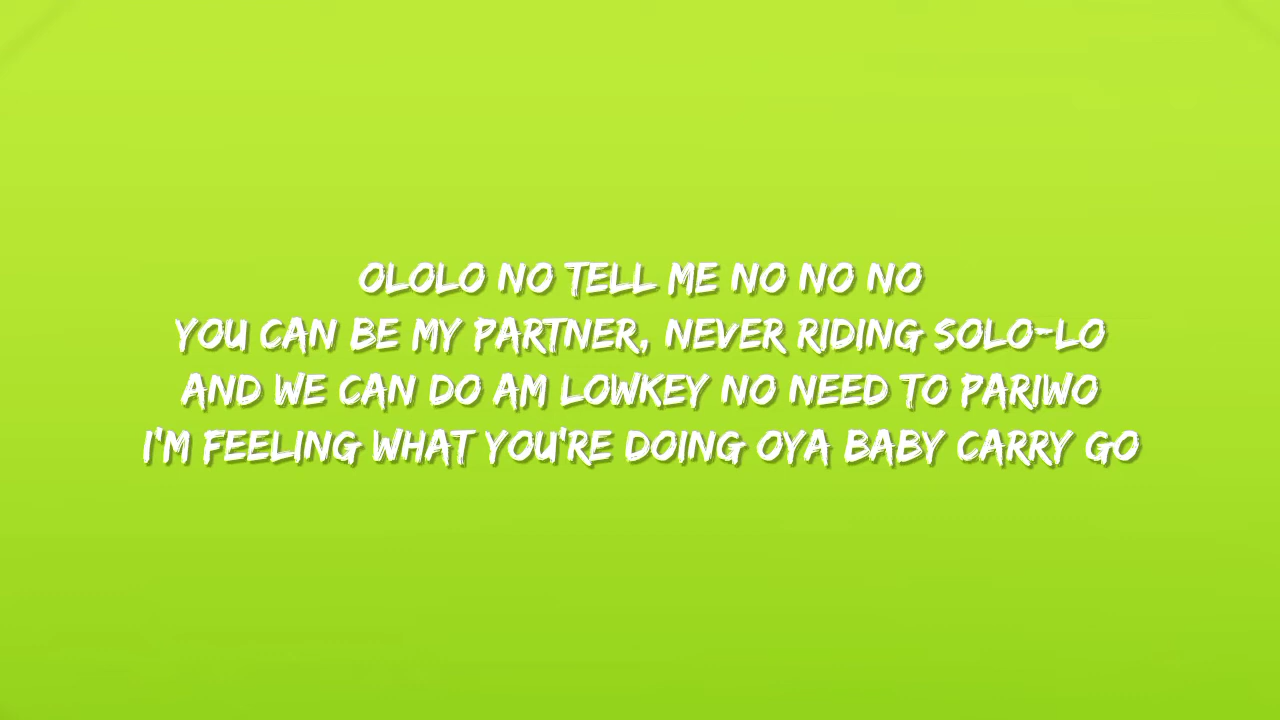 OLOLO NO TELL ME NO NO NO
YOU CAN BE MY PARTNER, NEVER RIDING SOLO-LO
AND WE CAN DO AM LOWKEY NO NEED TO PARIWO
I'M FEELING WHAT YOU'RE DOING OYA BABY CARRY GO